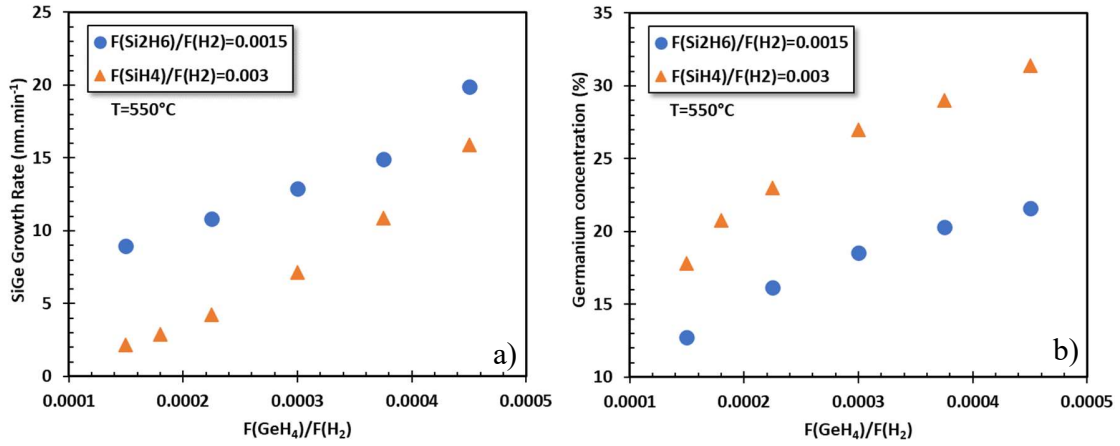 25
20
15
10
5
0
SiGe Growth Rate (nm.min⁻¹)
F(Si2H6)/F(H2)=0.0015
F(SiH4)/F(H2)=0.003
T=550°C
a)
0.0001
0.0002
0.0003
0.0004
0.0005
F(GeH₄)/F(H₂)
35
30
25
20
15
10
Germanium concentration (%)
F(Si2H6)/F(H2)=0.0015
F(SiH4)/F(H2)=0.003
T=550°C
b)
0.0001
0.0002
0.0003
0.0004
0.0005
F(GeH₄)/F(H₂)